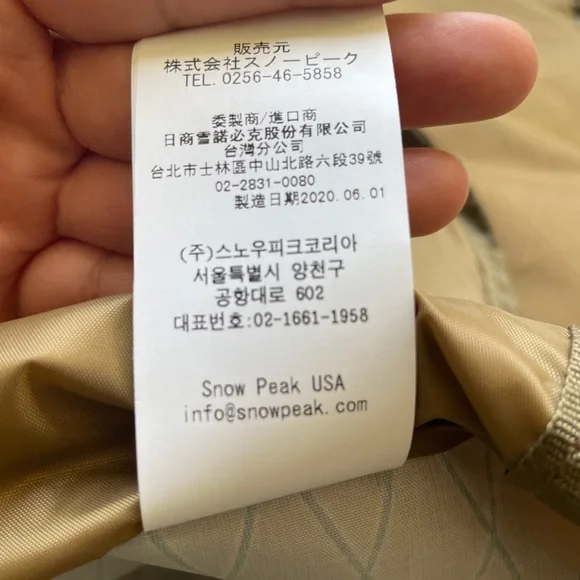 販売元
株式会社スノーピーク
TEL. 0256-46-5858
委製商/進口商
日商雪諾必克股份有限公司
台灣分公司
台北市士林區中山北路六段39號
02-2831-0080
製造日期2020.06.01
(주)스노우피크코리아
서울특별시 양천구
공항대로 602
대표번호:02-1661-1958
Snow Peak USA
info@snowpeak.com